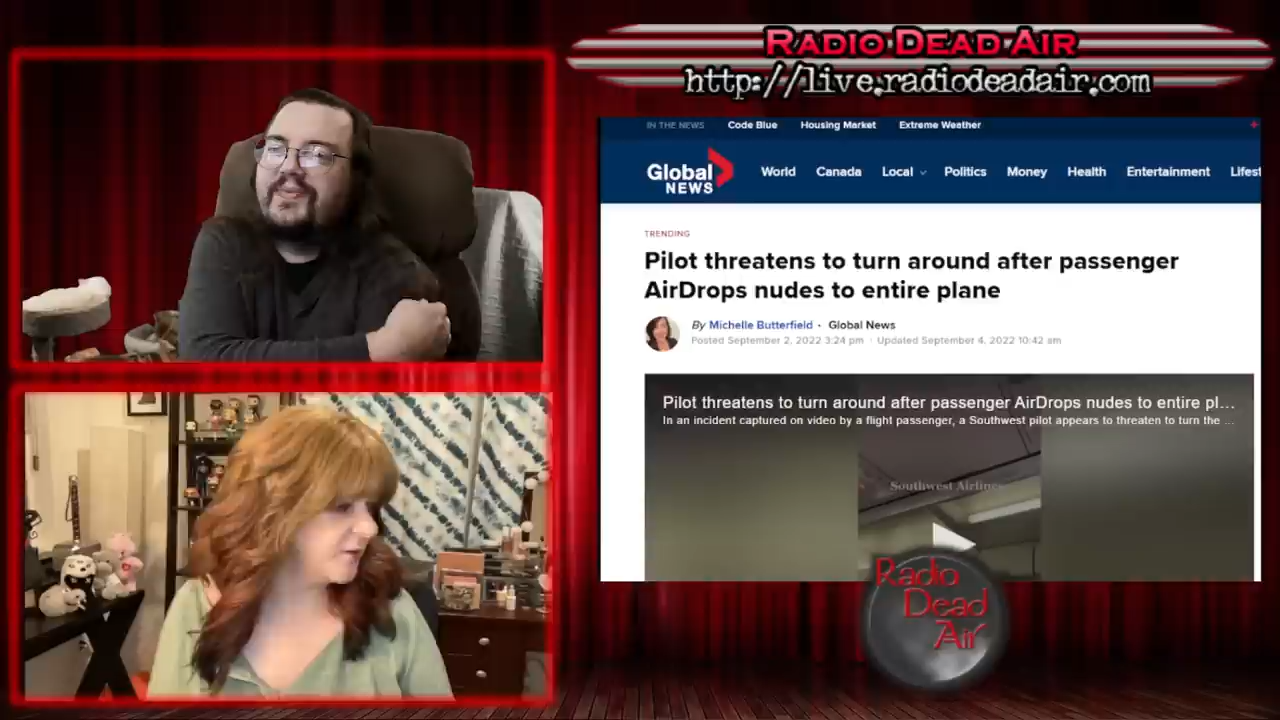 Radio Dead Air
http://live.radiodeadair.com
IN THE NEWS Code Blue Housing Market Extreme Weather
Global NEWS World Canada Local Politics Money Health Entertainment Lifest
TRENDING
Pilot threatens to turn around after passenger
AirDrops nudes to entire plane
By Michelle Butterfield · Global News
Posted September 2, 2022 3:24 pm · Updated September 4, 2022 10:42 am
Pilot threatens to turn around after passenger AirDrops nudes to entire pl...
In an incident captured on video by a flight passenger, a Southwest pilot appears to threaten to turn the ...
Southwest Airlines
Radio
Dead
Air